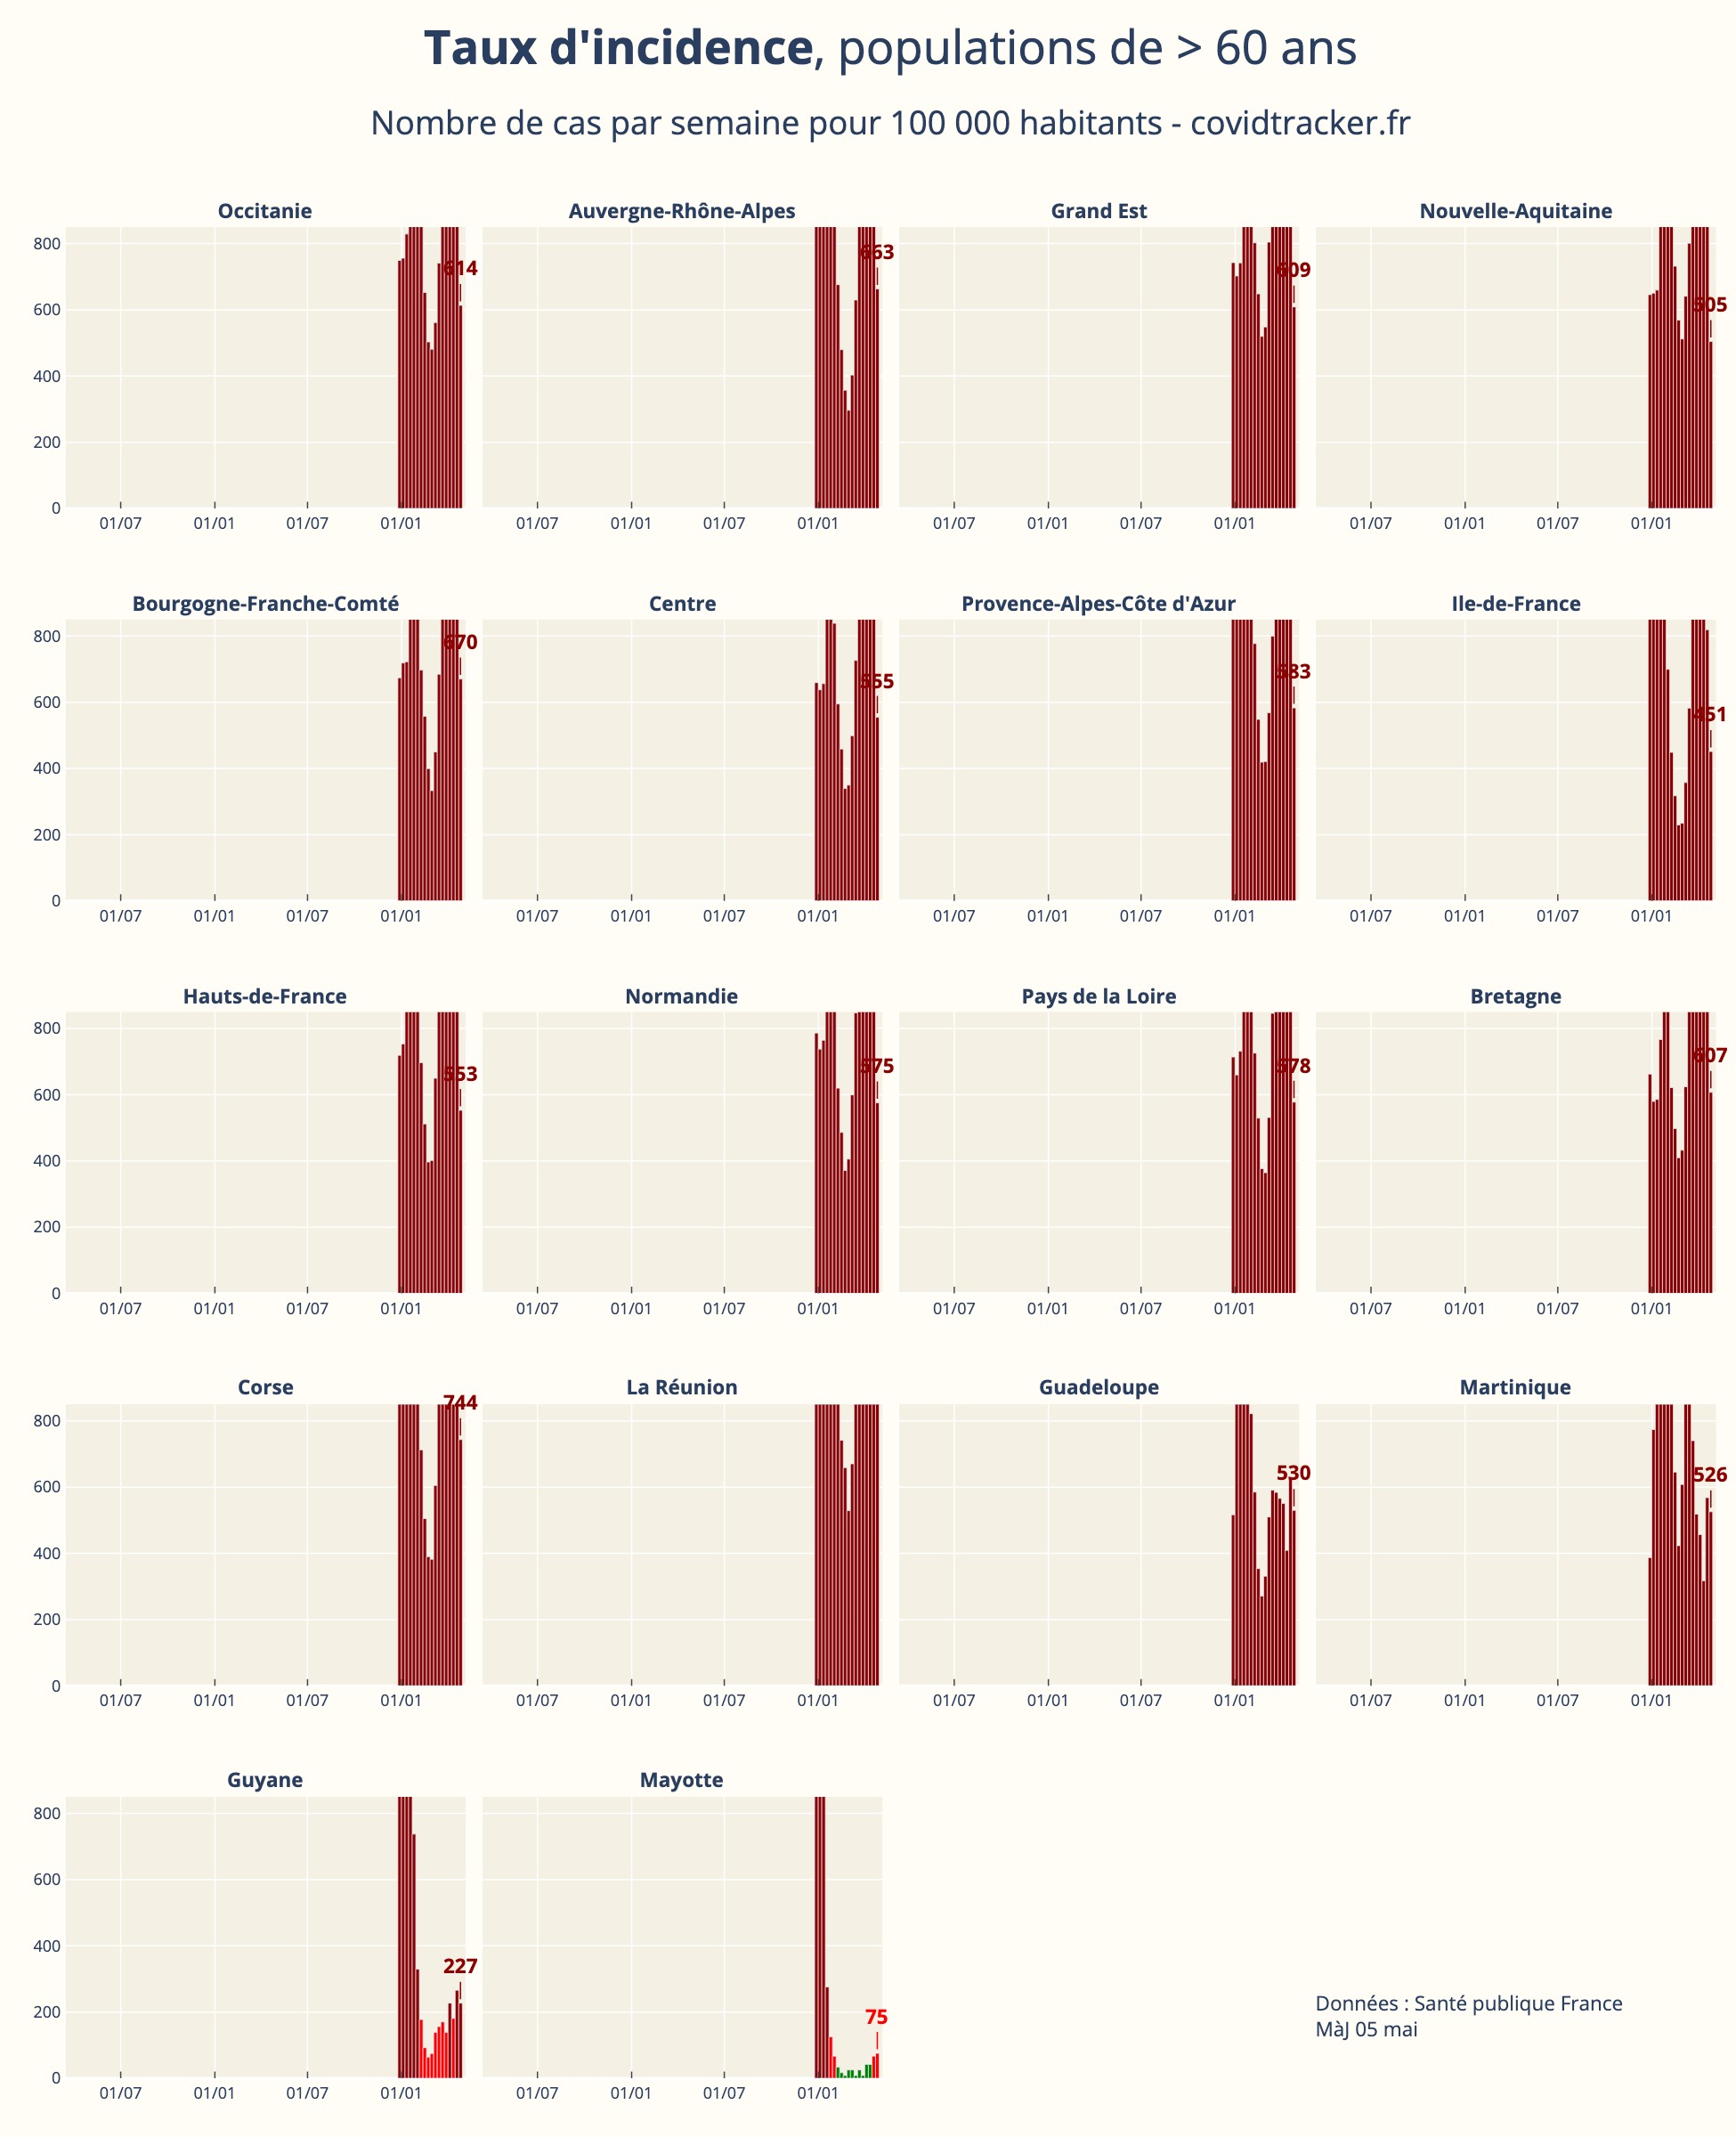 Taux d'incidence, populations de > 60 ans
Nombre de cas par semaine pour 100 000 habitants - covidtracker.fr
Occitanie Auvergne-Rhône-Alpes Grand Est Nouvelle-Aquitaine
800
614 663 609 505
600
400
200
0
01/07 01/01 01/07 01/01 01/07 01/01 01/07 01/01 01/07 01/01 01/07 01/01 01/07 01/01 01/07 01/01
Bourgogne-Franche-Comté Centre Provence-Alpes-Côte d'Azur Ile-de-France
800
670 555 583 451
600
400
200
0
01/07 01/01 01/07 01/01 01/07 01/01 01/07 01/01 01/07 01/01 01/07 01/01 01/07 01/01 01/07 01/01
Hauts-de-France Normandie Pays de la Loire Bretagne
800
553 575 578 607
600
400
200
0
01/07 01/01 01/07 01/01 01/07 01/01 01/07 01/01 01/07 01/01 01/07 01/01 01/07 01/01 01/07 01/01
Corse La Réunion Guadeloupe Martinique
744
800
530 526
600
400
200
0
01/07 01/01 01/07 01/01 01/07 01/01 01/07 01/01 01/07 01/01 01/07 01/01 01/07 01/01 01/07 01/01
Guyane Mayotte
800
600
400
227
200
75
0
01/07 01/01 01/07 01/01 01/07 01/01 01/07 01/01
Données : Santé publique France
MàJ 05 mai